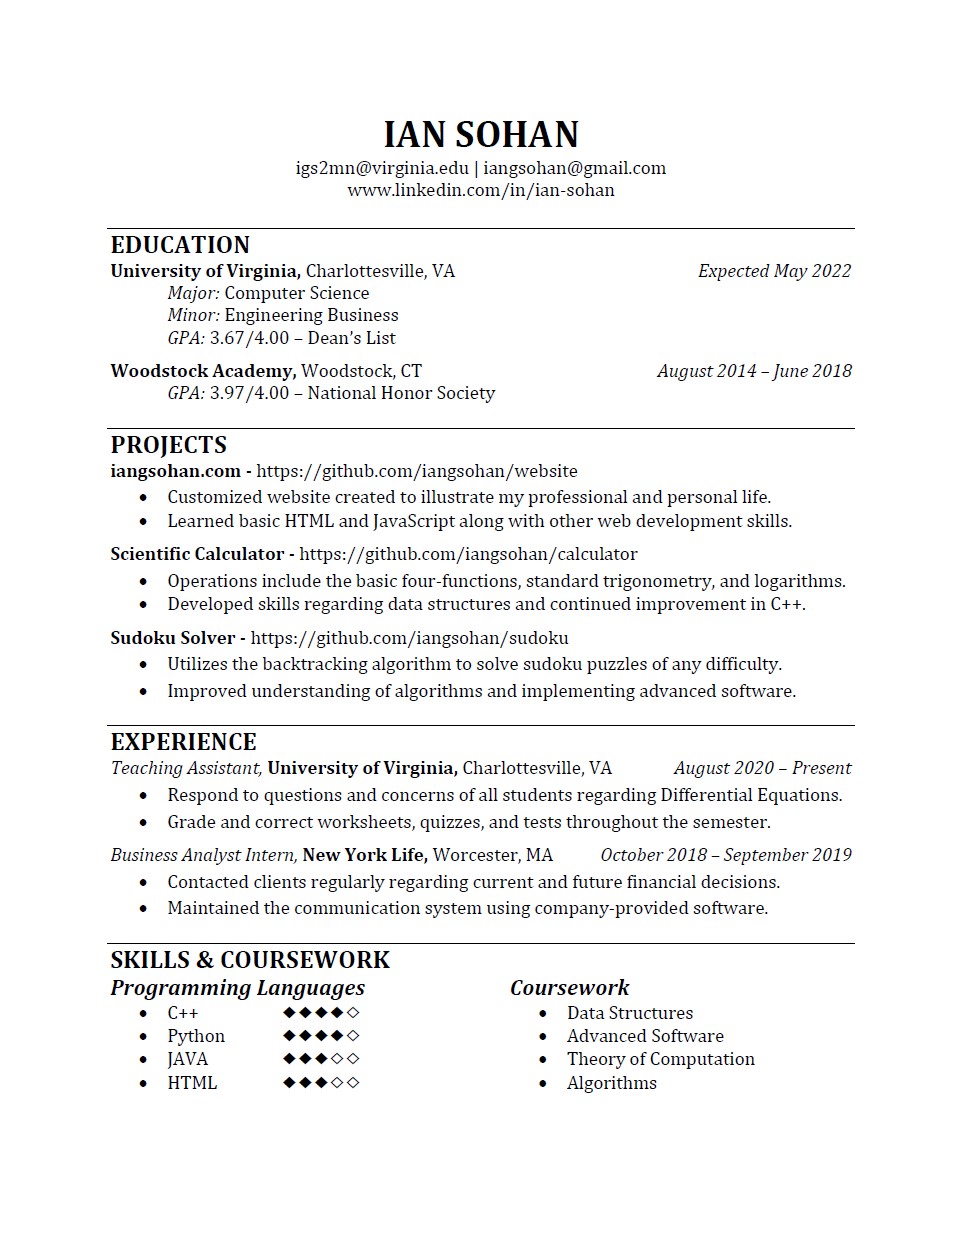 IAN SOHAN
igs2mn@virginia.edu | iangsohan@gmail.com
www.linkedin.com/in/ian-sohan
EDUCATION
University of Virginia, Charlottesville, VA Expected May 2022
Major: Computer Science
Minor: Engineering Business
GPA: 3.67/4.00 – Dean's List
Woodstock Academy, Woodstock, CT August 2014 – June 2018
GPA: 3.97/4.00 – National Honor Society
PROJECTS
iangsohan.com - https://github.com/iangsohan/website
• Customized website created to illustrate my professional and personal life.
• Learned basic HTML and JavaScript along with other web development skills.
Scientific Calculator - https://github.com/iangsohan/calculator
• Operations include the basic four-functions, standard trigonometry, and logarithms.
• Developed skills regarding data structures and continued improvement in C++.
Sudoku Solver - https://github.com/iangsohan/sudoku
• Utilizes the backtracking algorithm to solve sudoku puzzles of any difficulty.
• Improved understanding of algorithms and implementing advanced software.
EXPERIENCE
Teaching Assistant, University of Virginia, Charlottesville, VA August 2020 – Present
• Respond to questions and concerns of all students regarding Differential Equations.
• Grade and correct worksheets, quizzes, and tests throughout the semester.
Business Analyst Intern, New York Life, Worcester, MA October 2018 – September 2019
• Contacted clients regularly regarding current and future financial decisions.
• Maintained the communication system using company-provided software.
SKILLS & COURSEWORK
Programming Languages
• C++ ◆◆◆◆◇
• Python ◆◆◆◆◇
• JAVA ◆◆◆◇◇
• HTML ◆◆◆◇◇
Coursework
• Data Structures
• Advanced Software
• Theory of Computation
• Algorithms